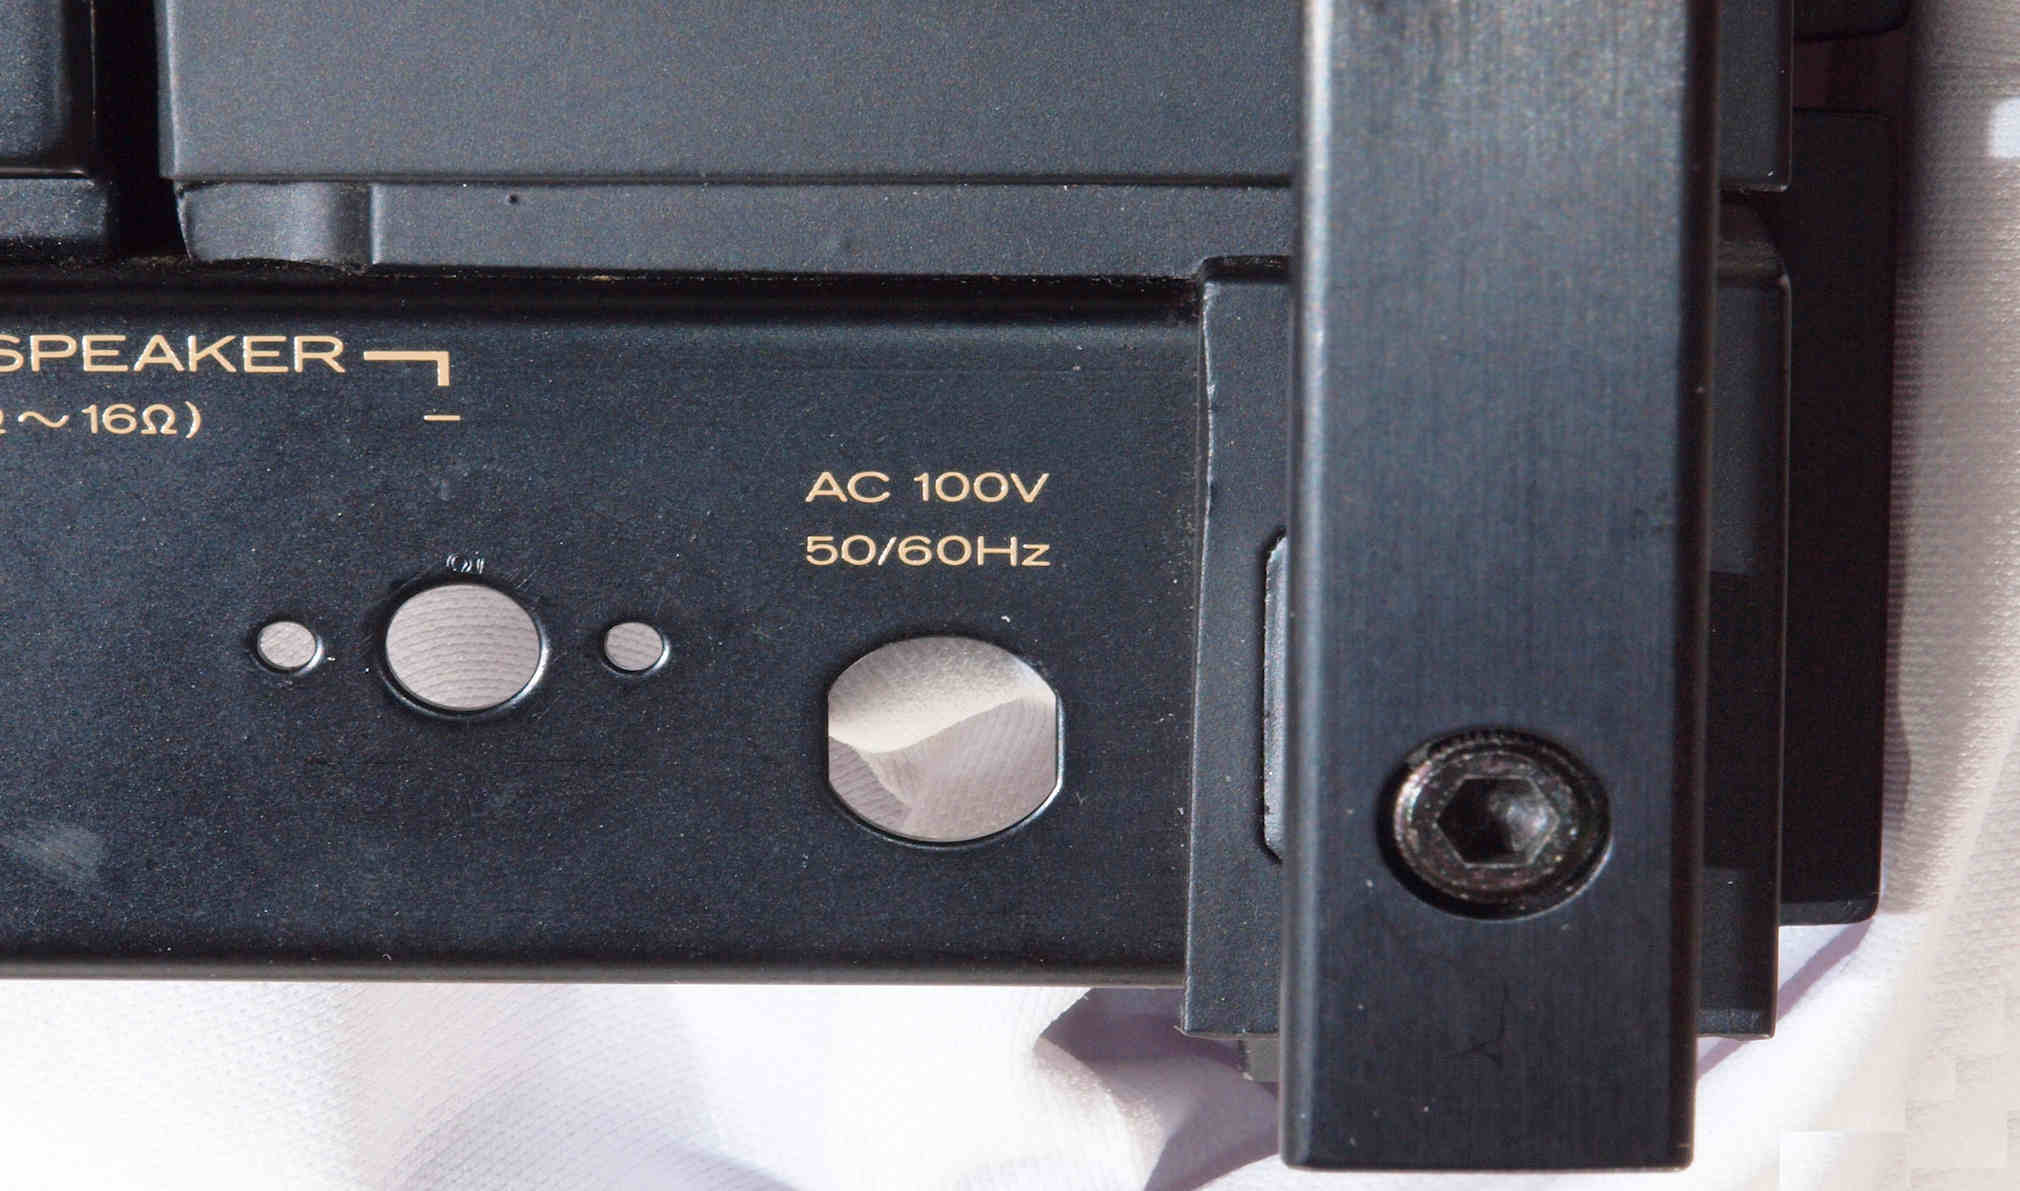 SPEAKER
~16Ω)
−
AC 100V
50/60Hz